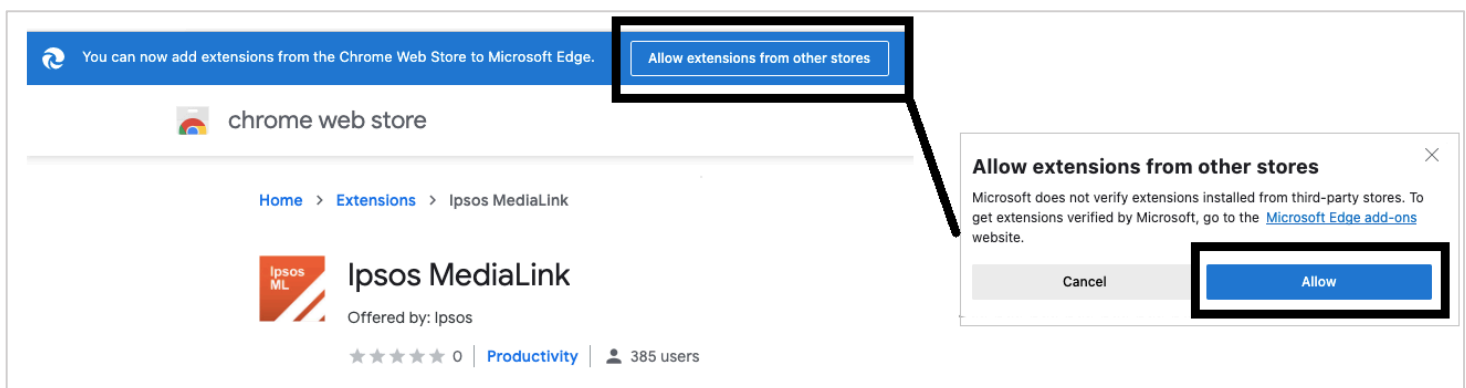 You can now add extensions from the Chrome Web Store to Microsoft Edge.
Allow extensions from other stores
chrome web store
Home > Extensions > Ipsos MediaLink
Ipsos
ML
Ipsos MediaLink
Offered by: Ipsos
0 | Productivity | 385 users
Allow extensions from other stores
Microsoft does not verify extensions installed from third-party stores. To
get extensions verified by Microsoft, go to the Microsoft Edge add-ons
website.
Cancel
Allow